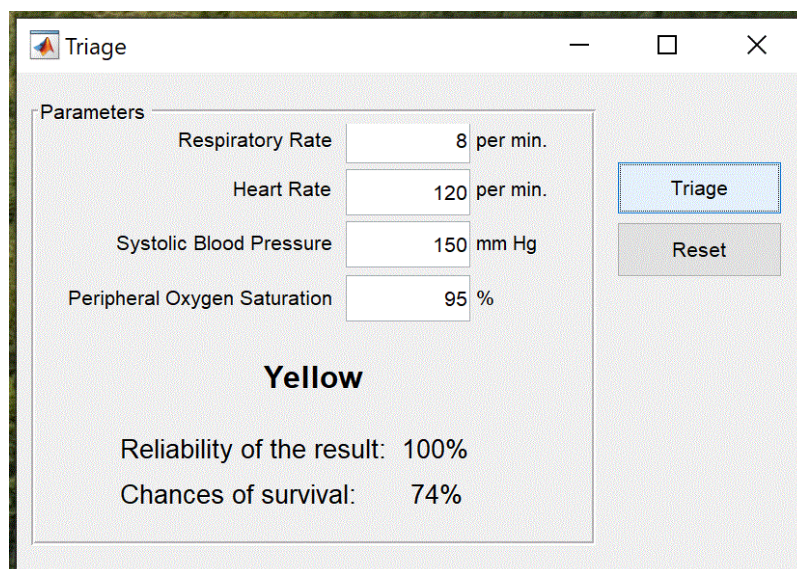 Triage
Parameters
Respiratory Rate 8 per min.
Heart Rate 120 per min.
Triage
Systolic Blood Pressure 150 mm Hg
Reset
Peripheral Oxygen Saturation 95 %
Yellow
Reliability of the result: 100%
Chances of survival: 74%